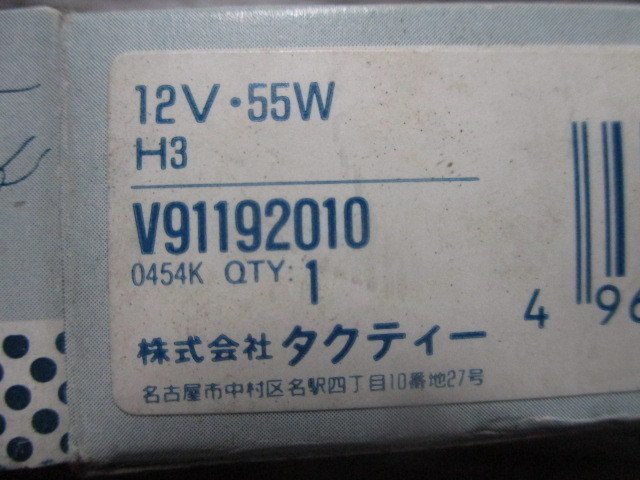 12V・55W
H3
V91192010
0454K QTY: 1
株式会社 タクティー
名古屋市中村区名駅四丁目10番地27号
4 96